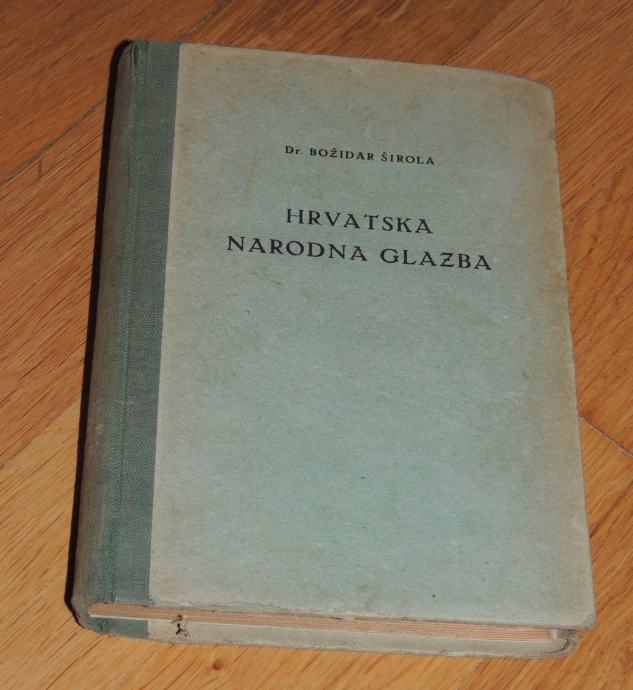 Dr. BOŽIDAR ŠIROLA
HRVATSKA
NARODNA GLAZBA